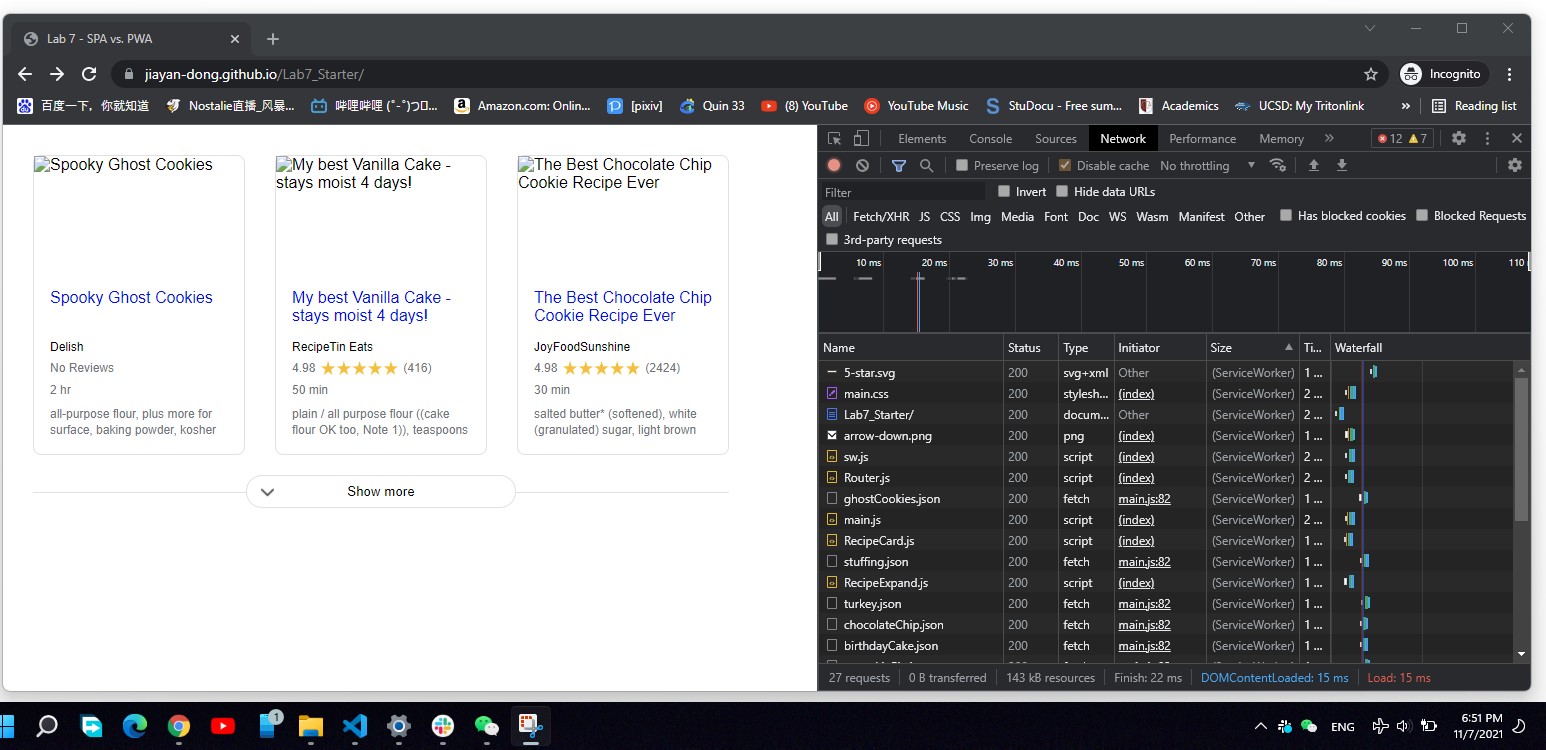 Lab 7 - SPA vs. PWA
jiayan-dong.github.io/Lab7_Starter/
Incognito
百度一下，你就知道 Nostalie直播_风暴... Amazon.com: Onlin... [pixiv] Quin 33 (8) YouTube YouTube Music StuDocu - Free sum... Academics UCSD: My Tritonlink » Reading list
Spooky Ghost Cookies
My best Vanilla Cake -
stays moist 4 days!
The Best Chocolate Chip
Cookie Recipe Ever
Spooky Ghost Cookies
Delish
No Reviews
2 hr
all-purpose flour, plus more for
surface, baking powder, kosher
My best Vanilla Cake -
stays moist 4 days!
RecipeTin Eats
4.98 (416)
50 min
plain / all purpose flour ((cake
flour OK too, Note 1)), teaspoons
The Best Chocolate Chip
Cookie Recipe Ever
JoyFoodSunshine
4.98 (2424)
30 min
salted butter* (softened), white
(granulated) sugar, light brown
Show more
Elements Console Sources Network Performance Memory » 12 7
Preserve log Disable cache No throttling
Filter Invert Hide data URLs
All Fetch/XHR JS CSS Img Media Font Doc WS Wasm Manifest Other Has blocked cookies Blocked Requests
3rd-party requests
10 ms 20 ms 30 ms 40 ms 50 ms 60 ms 70 ms 80 ms 90 ms 100 ms 110
Name Status Type Initiator Size Ti... Waterfall
5-star.svg 200 svg+xml Other (ServiceWorker) 1 ...
main.css 200 stylesh... (index) (ServiceWorker) 2 ...
Lab7_Starter/ 200 docum... Other (ServiceWorker) 2 ...
arrow-down.png 200 png (index) (ServiceWorker) 1 ...
sw.js 200 script (index) (ServiceWorker) 2 ...
Router.js 200 script (index) (ServiceWorker) 2 ...
ghostCookies.json 200 fetch main.js:82 (ServiceWorker) 1 ...
main.js 200 script (index) (ServiceWorker) 2 ...
RecipeCard.js 200 script (index) (ServiceWorker) 1 ...
stuffing.json 200 fetch main.js:82 (ServiceWorker) 1 ...
RecipeExpand.js 200 script (index) (ServiceWorker) 1 ...
turkey.json 200 fetch main.js:82 (ServiceWorker) 1 ...
chocolateChip.json 200 fetch main.js:82 (ServiceWorker) 1 ...
birthdayCake.json 200 fetch main.js:82 (ServiceWorker) 1 ...
27 requests 0 B transferred 143 kB resources Finish: 22 ms DOMContentLoaded: 15 ms Load: 15 ms
1
ENG
6:51 PM
11/7/2021